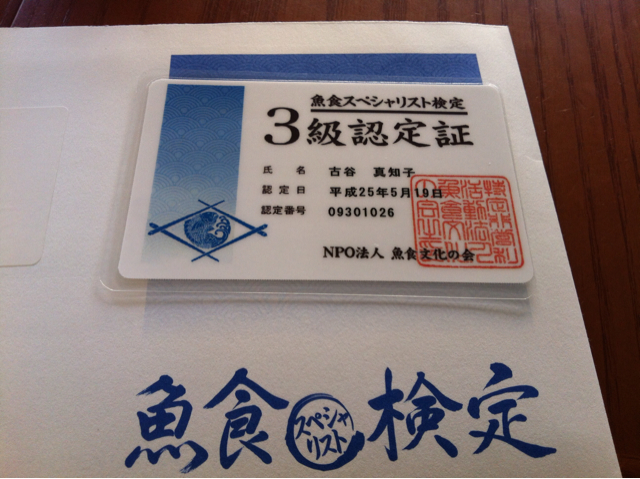 魚食スペシャリスト検定
3級認定証
氏名 古谷 真知子
認定日 平成25年5月19日
認定番号 09301026
NPO法人 魚食文化の会
魚食スペシャリスト検定